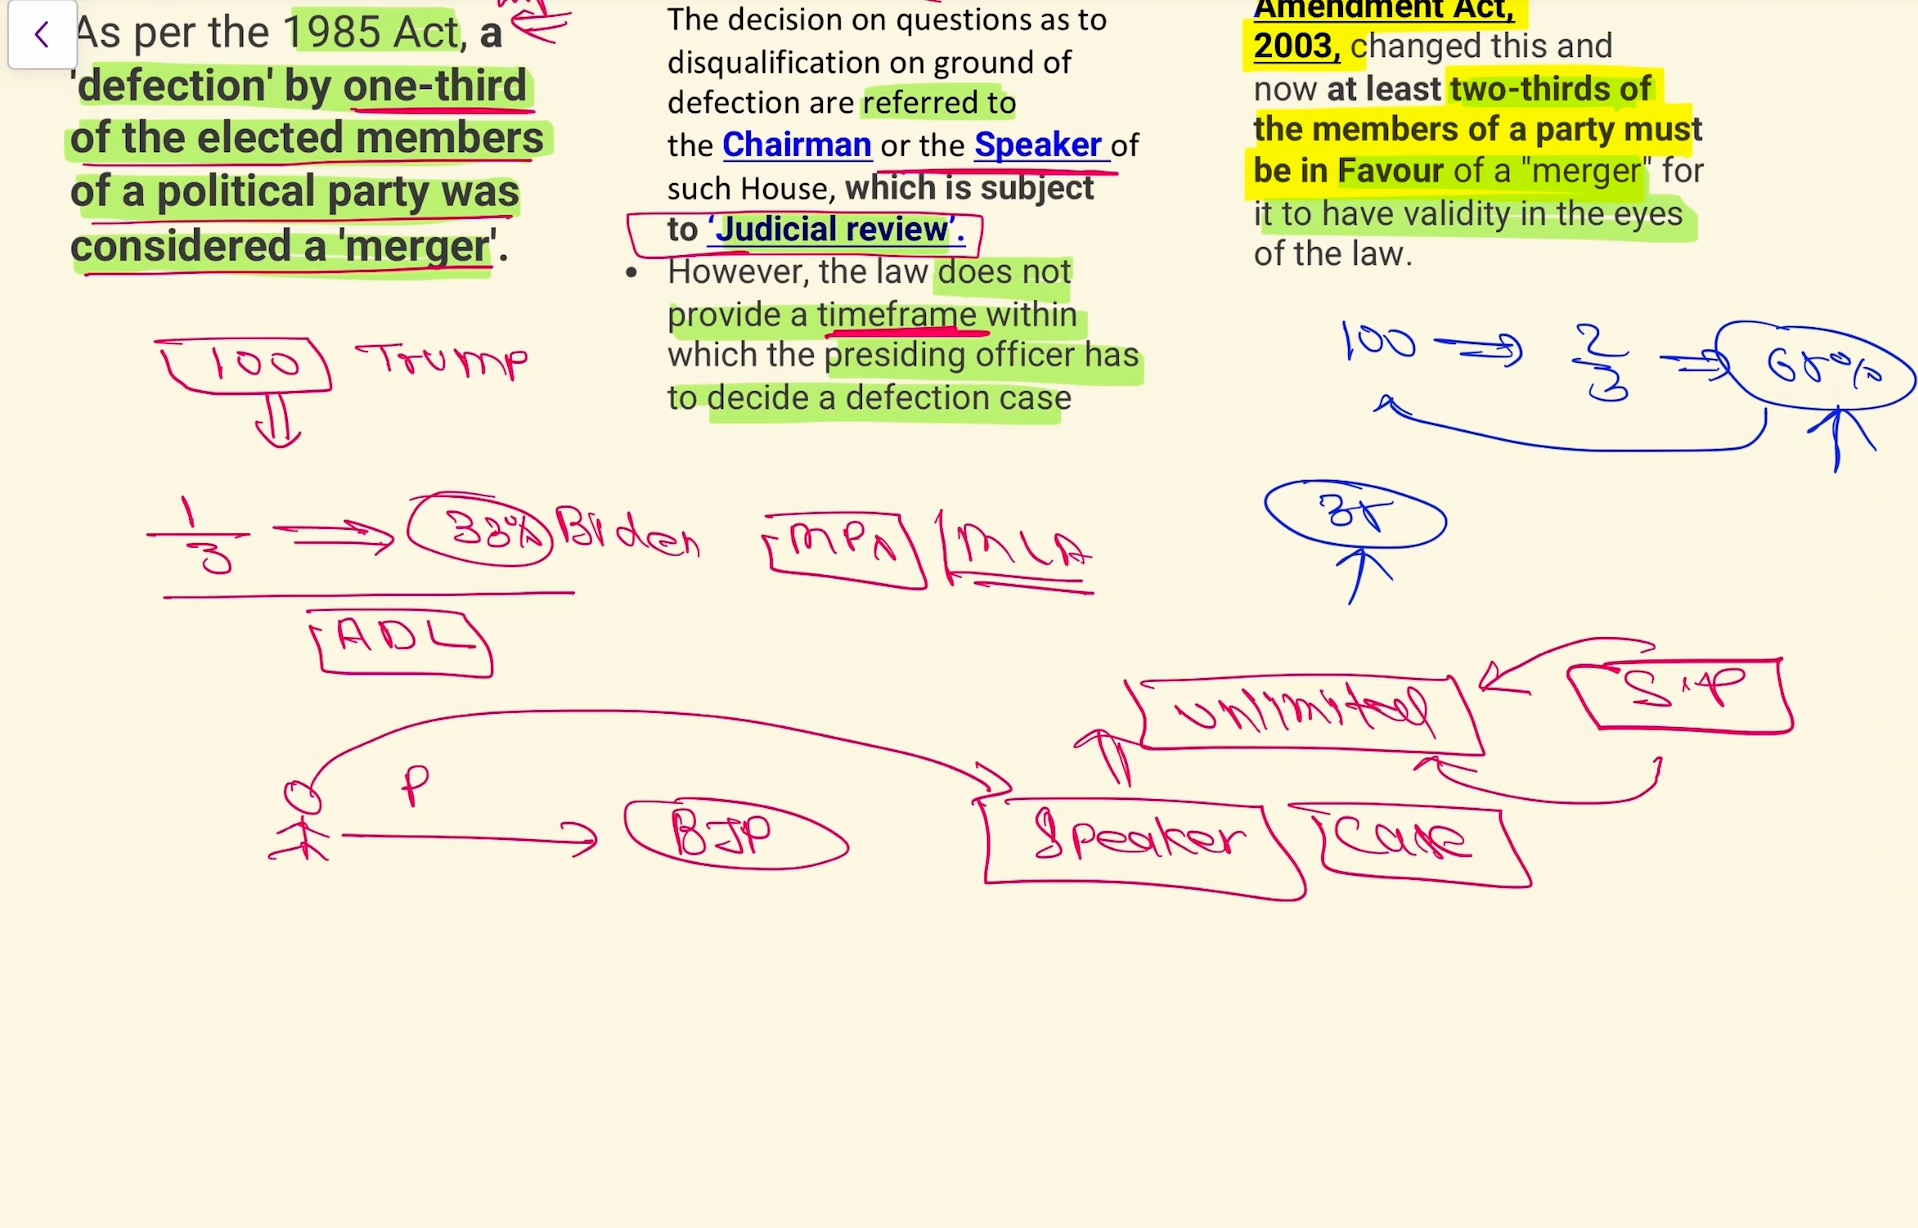 As per the 1985 Act, a
'defection' by one-third
of the elected members
of a political party was
considered a 'merger'.
The decision on questions as to
disqualification on ground of
defection are referred to
the Chairman or the Speaker of
such House, which is subject
to 'Judicial review'.
• However, the law does not
provide a timeframe within
which the presiding officer has
to decide a defection case
Amendment Act,
2003, changed this and
now at least two-thirds of
the members of a party must
be in Favour of a "merger" for
it to have validity in the eyes
of the law.
100 Trump
100 2/3
1/3 33% Biden
MLA
ADL
unlimited
P
BJP
Speaker Case